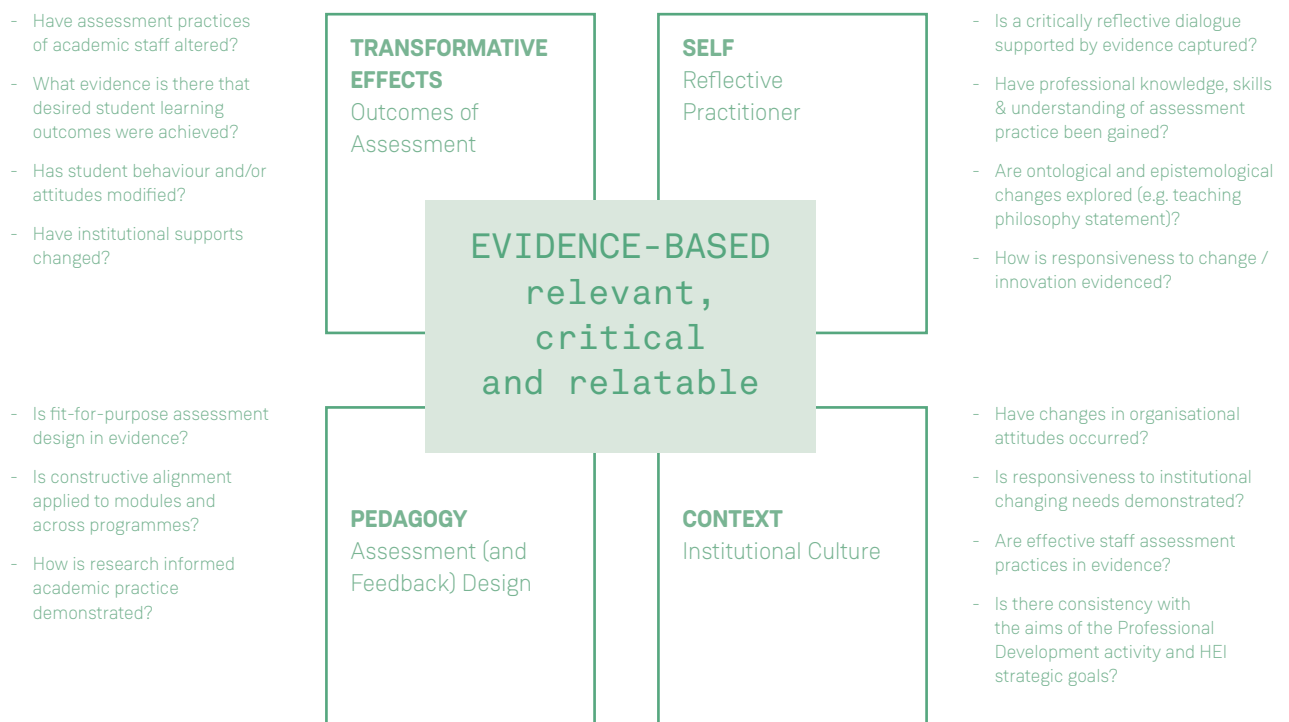 - Have assessment practices
of academic staff altered?
- What evidence is there that
desired student learning
outcomes were achieved?
- Has student behaviour and/or
attitudes modified?
- Have institutional supports
changed?
TRANSFORMATIVE
EFFECTS
Outcomes of
Assessment
SELF
Reflective
Practitioner
- Is a critically reflective dialogue
supported by evidence captured?
- Have professional knowledge, skills
& understanding of assessment
practice been gained?
- Are ontological and epistemological
changes explored (e.g. teaching
philosophy statement)?
- How is responsiveness to change /
innovation evidenced?
EVIDENCE-BASED
relevant,
critical
and relatable
- Is fit-for-purpose assessment
design in evidence?
- Is constructive alignment
applied to modules and
across programmes?
- How is research informed
academic practice
demonstrated?
PEDAGOGY
Assessment (and
Feedback) Design
CONTEXT
Institutional Culture
- Have changes in organisational
attitudes occurred?
- Is responsiveness to institutional
changing needs demonstrated?
- Are effective staff assessment
practices in evidence?
- Is there consistency with
the aims of the Professional
Development activity and HEI
strategic goals?